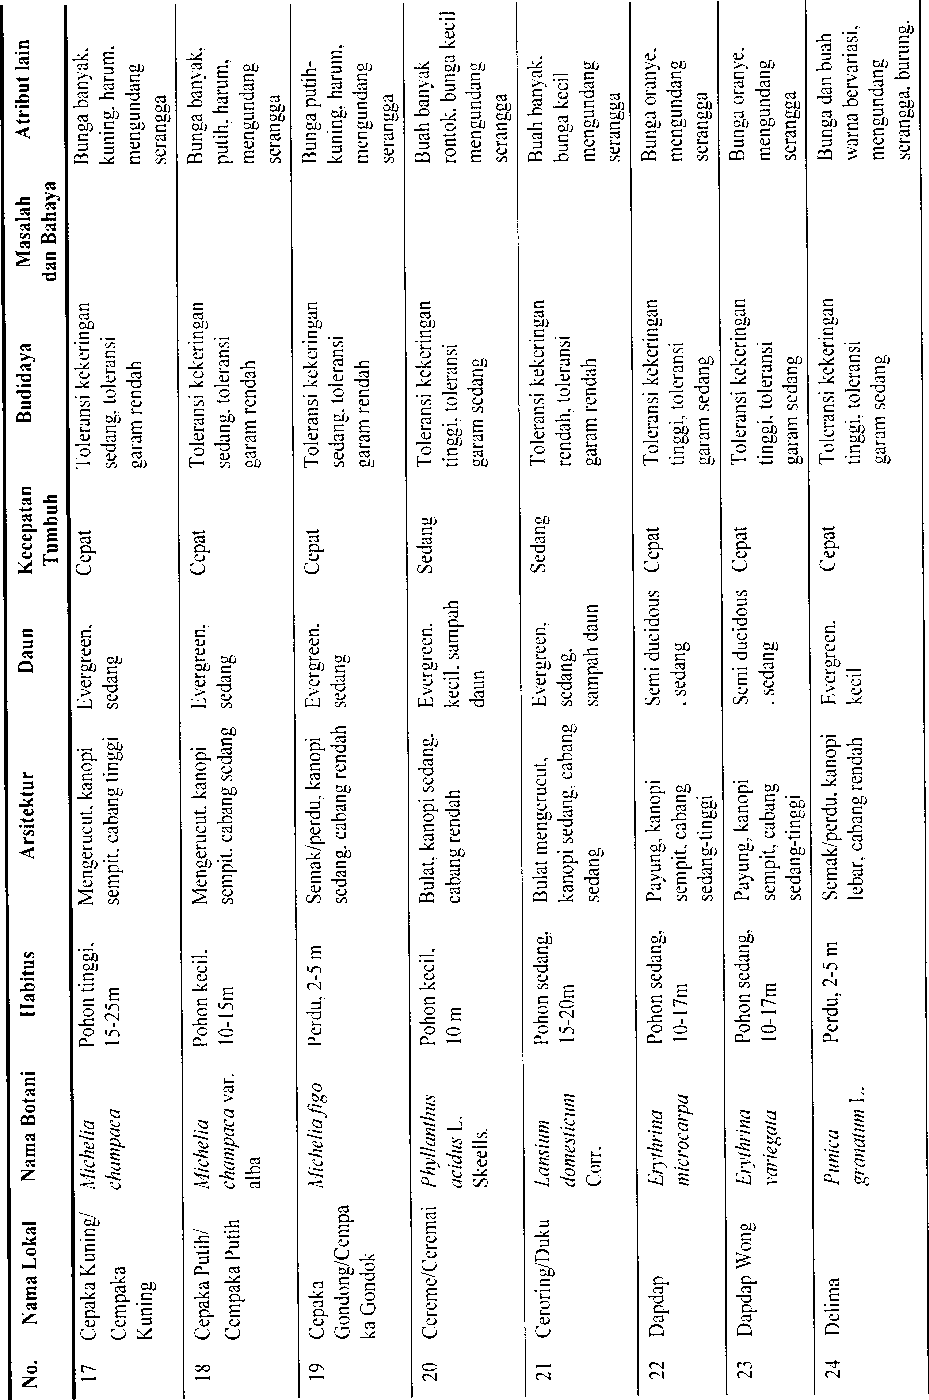 No. Nama Lokal Nama Botani Habitus Arsitektur Daun Kecepatan Tumbuh Budidaya Masalah dan Bahaya Atribut lain
17 Cepaka Kuning/ Michelia Pohon tinggi. Mengerucut. kanopi Evergreen. Cepat Toleransi kekeringan Bunga banyak.
Cempaka champaca 15-25m sempit. cabang tinggi sedang sedang, toleransi kuning, harum.
Kuning garam rendah mengundang
serangga
18 Cepaka Putih/ Michelia Pohon kecil. Mengerucut. kanopi Evergreen. Cepat Toleransi kekeringan Bunga banyak.
Cempaka Putih champaca var. 10-15m sempit. cabang sedang sedang sedang. toleransi putih, harum,
alba garam rendah mengundang
serangga
19 Cepaka Michelia figo Perdu, 2-5 m Semak/perdu, kanopi Evergreen. Cepat Toleransi kekeringan Bunga putih-
Gondong/Cempa sedang. cabang rendah sedang sedang, toleransi kuning, harum,
ka Gondok garam rendah mengundang
serangga
20 Cereme/Ceremai Phyllanthus Pohon kecil. Bulat, kanopi sedang. Evergreen. Sedang Toleransi kekeringan Buah banyak
acidus L. 10 m cabang rendah kecil. sampah tinggi, toleransi rontok, bunga kecil
Skeells. daun garam sedang mengundang
serangga
21 Ceroring/Duku Lansium Pohon sedang, Bulat mengerucut, Evergreen, Sedang Toleransi kekeringan Buah banyak.
domesticum 15-20m kanopi sedang, cabang sedang. rendah, toleransi bunga kecil
Corr. sedang sampah daun garam rendah mengundang
serangga
22 Dapdap Erythrina Pohon sedang, Payung, kanopi Semi ducidous Cepat Toleransi kekeringan Bunga oranye.
microcarpa 10-17m sempit, cabang . sedang tinggi, toleransi mengundang
sedang-tinggi garam sedang serangga
23 Dapdap Wong Erythrina Pohon sedang, Payung, kanopi Semi ducidous Cepat Toleransi kekeringan Bunga oranye.
variegata 10-17m sempit, cabang . sedang tinggi, toleransi mengundang
sedang-tinggi garam sedang serangga
24 Delima Punica Perdu, 2-5 m Semak/perdu, kanopi Evergreen. Cepat Toleransi kekeringan Bunga dan buah
granatum L. lebar, cabang rendah kecil tinggi. toleransi warna bervariasi,
garam sedang mengundang
serangga, burung.